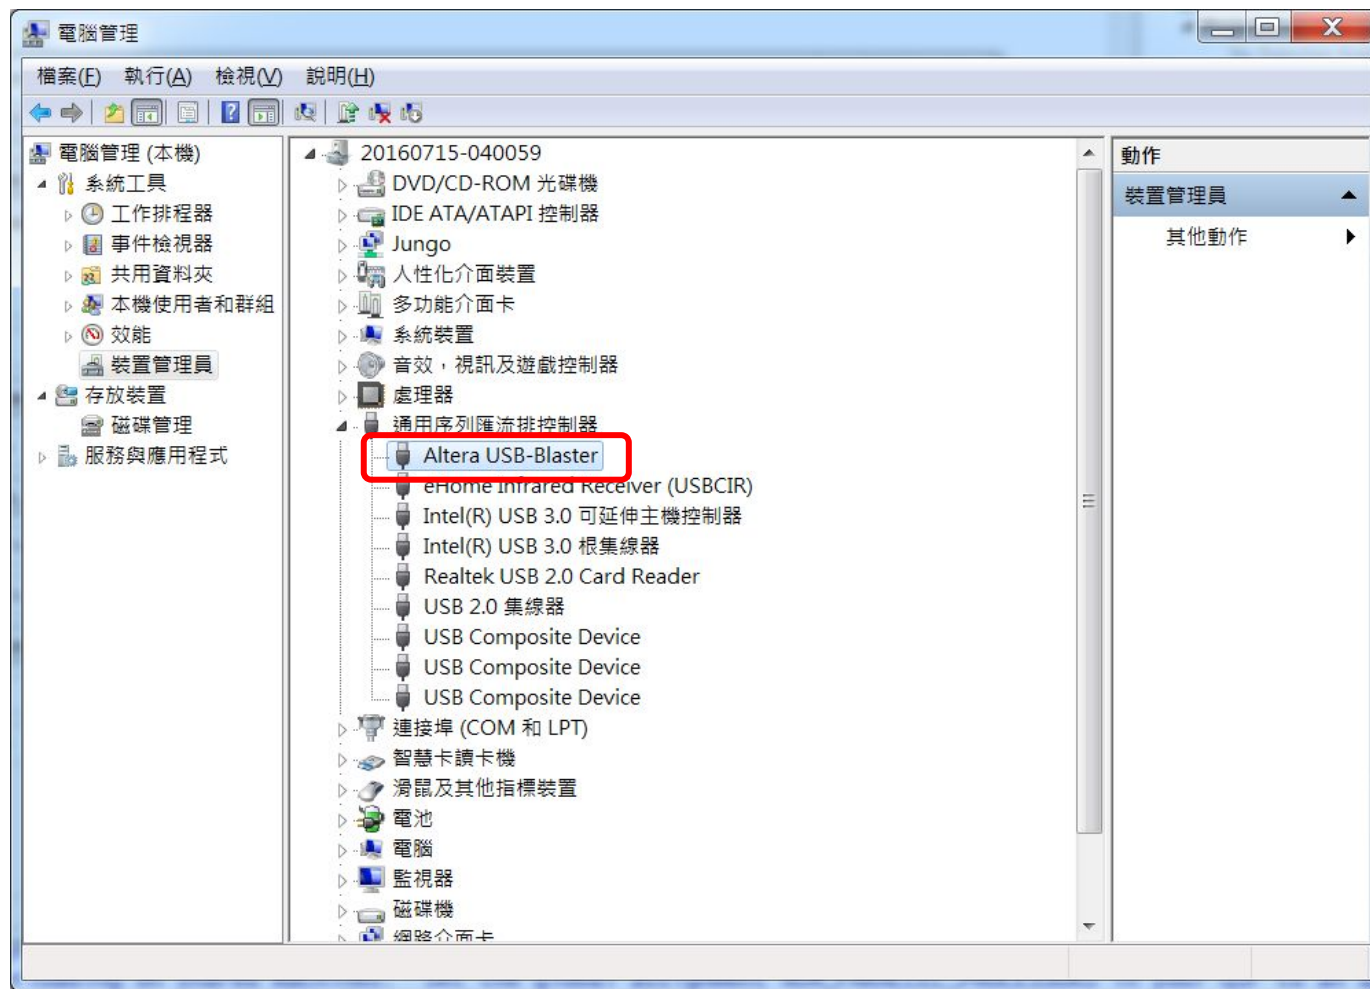 電腦管理
檔案(F) 執行(A) 檢視(V) 說明(H)
電腦管理 (本機)
系統工具
工作排程器
事件檢視器
共用資料夾
本機使用者和群組
效能
裝置管理員
存放裝置
磁碟管理
服務與應用程式
20160715-040059
DVD/CD-ROM 光碟機
IDE ATA/ATAPI 控制器
Jungo
人性化介面裝置
多功能介面卡
系統裝置
音效，視訊及遊戲控制器
處理器
通用序列匯流排控制器
Altera USB-Blaster
eHome Infrared Receiver (USBCIR)
Intel(R) USB 3.0 可延伸主機控制器
Intel(R) USB 3.0 根集線器
Realtek USB 2.0 Card Reader
USB 2.0 集線器
USB Composite Device
USB Composite Device
USB Composite Device
連接埠 (COM 和 LPT)
智慧卡讀卡機
滑鼠及其他指標裝置
電池
電腦
監視器
磁碟機
網路介面卡
動作
裝置管理員
其他動作